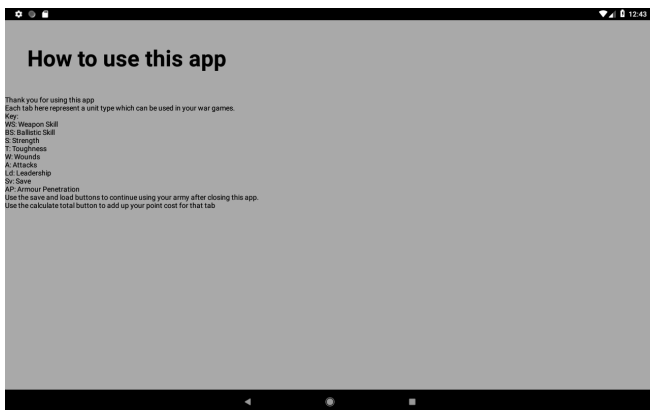 12:43
How to use this app
Thank you for using this app
Each tab here represent a unit type which can be used in your war games.
Key:
WS: Weapon Skill
BS: Ballistic Skill
S: Strength
T: Toughness
W: Wounds
A: Attacks
Ld: Leadership
Sv: Save
AP: Armour Penetration
Use the save and load buttons to continue using your army after closing this app.
Use the calculate total button to add up your point cost for that tab